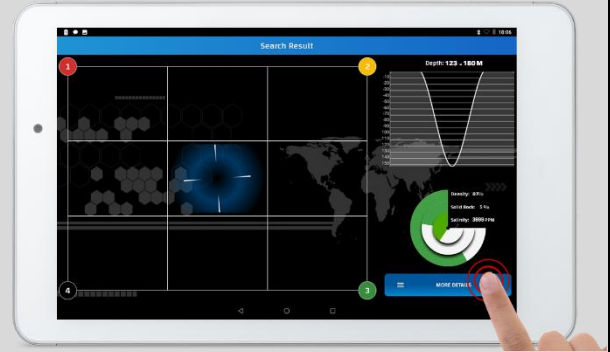 10:06
Search Result
1
2
Depth: 123 - 180 M
Density: 80%
Solid Rock: 5 %
Salinity: 3999 PPM
4
3
MORE DETAILS